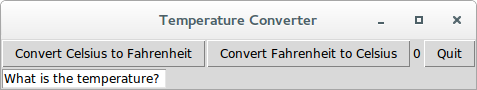 Temperature Converter
Convert Celsius to Fahrenheit Convert Fahrenheit to Celsius 0 Quit
What is the temperature?